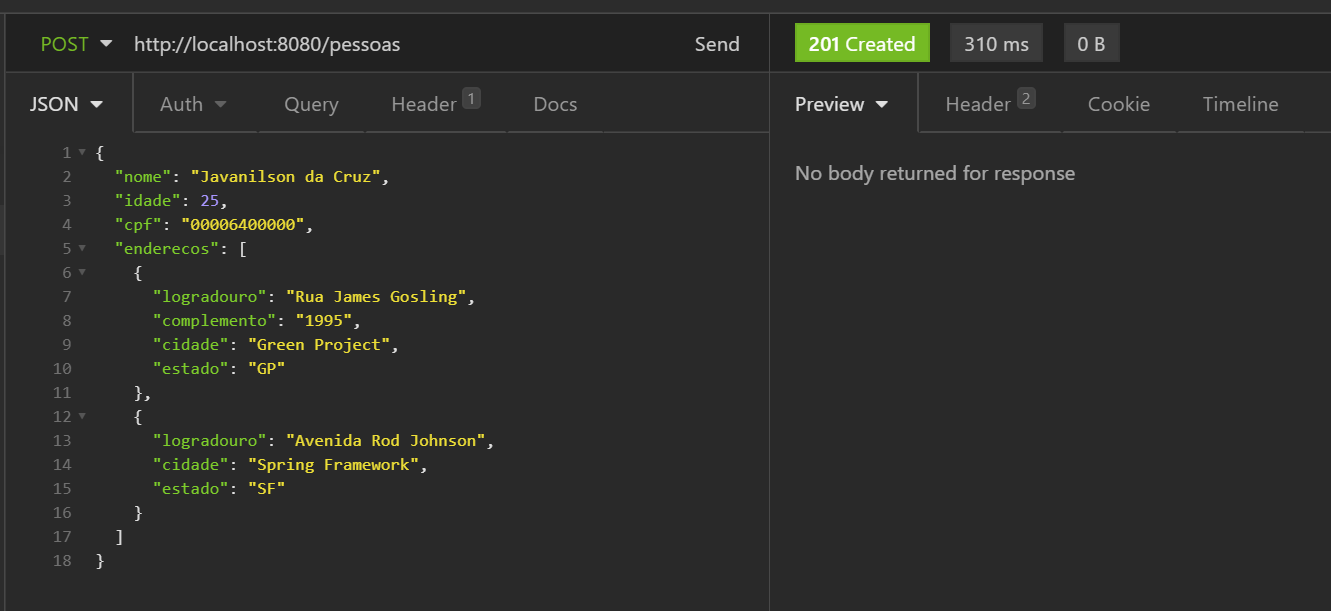 POST http://localhost:8080/pessoas Send
201 Created 310 ms 0 B
JSON Auth Query Header 1 Docs
Preview Header 2 Cookie Timeline
1 {
2 "nome": "Javanilson da Cruz",
3 "idade": 25,
4 "cpf": "00006400000",
5 "enderecos": [
6 {
7 "logradouro": "Rua James Gosling",
8 "complemento": "1995",
9 "cidade": "Green Project",
10 "estado": "GP"
11 },
12 {
13 "logradouro": "Avenida Rod Johnson",
14 "cidade": "Spring Framework",
15 "estado": "SF"
16 }
17 ]
18 }
No body returned for response